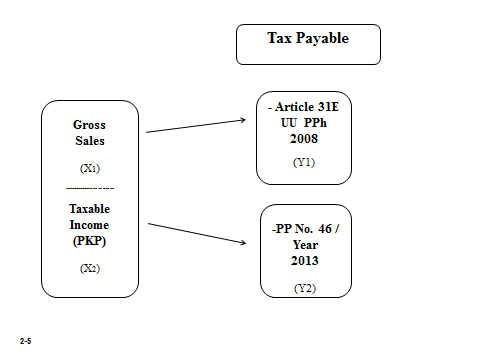 Tax Payable
Gross
Sales
(X1)
--------------------
Taxable
Income
(PKP)
(X2)
- Article 31E
UU PPh
2008
(Y1)
-PP No. 46 /
Year
2013
(Y2)
2-5